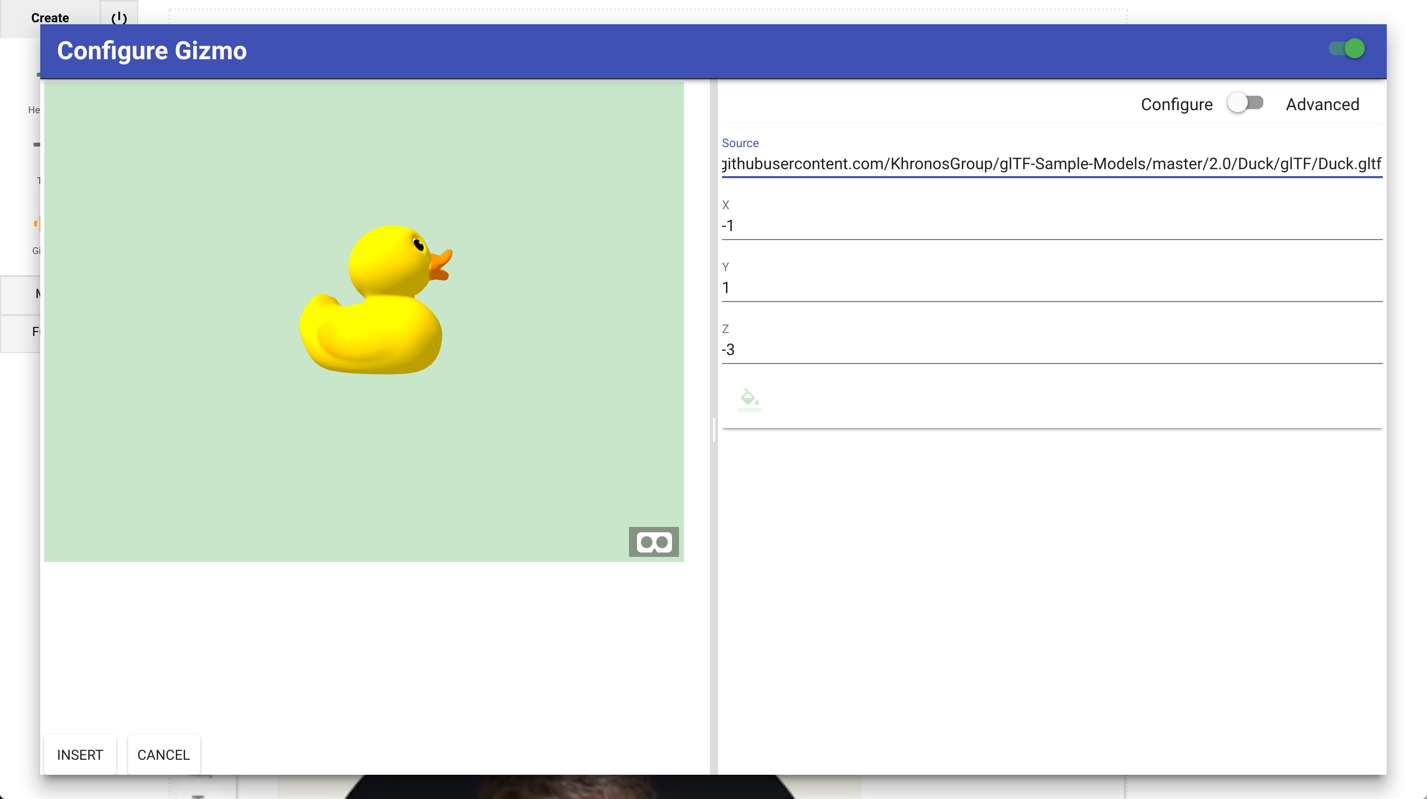 Create
Configure Gizmo
Configure
Advanced
Source
githubusercontent.com/KhronosGroup/glTF-Sample-Models/master/2.0/Duck/glTF/Duck.gltf
X
-1
Y
1
Z
-3
He
T
Gi
M
F
INSERT
CANCEL